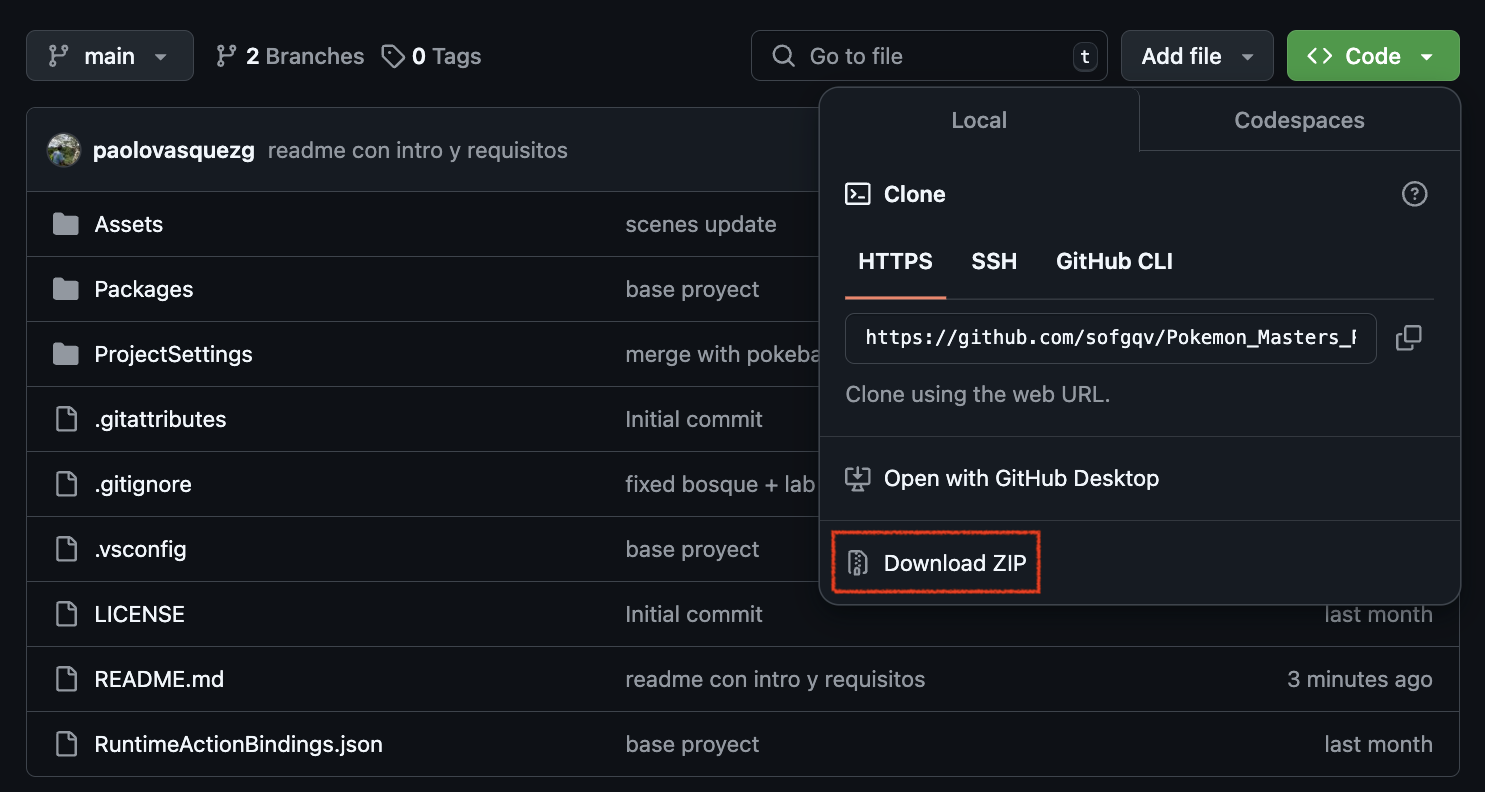 main 2 Branches 0 Tags Go to file t Add file <> Code
Local Codespaces
paolovasquezg readme con intro y requisitos
Clone
Assets scenes update
HTTPS SSH GitHub CLI
Packages base proyect
https://github.com/sofgqv/Pokemon_Masters_
ProjectSettings merge with pokeba
Clone using the web URL.
.gitattributes Initial commit
.gitignore fixed bosque + lab
Open with GitHub Desktop
.vsconfig base proyect
Download ZIP
LICENSE Initial commit last month
README.md readme con intro y requisitos 3 minutes ago
RuntimeActionBindings.json base proyect last month